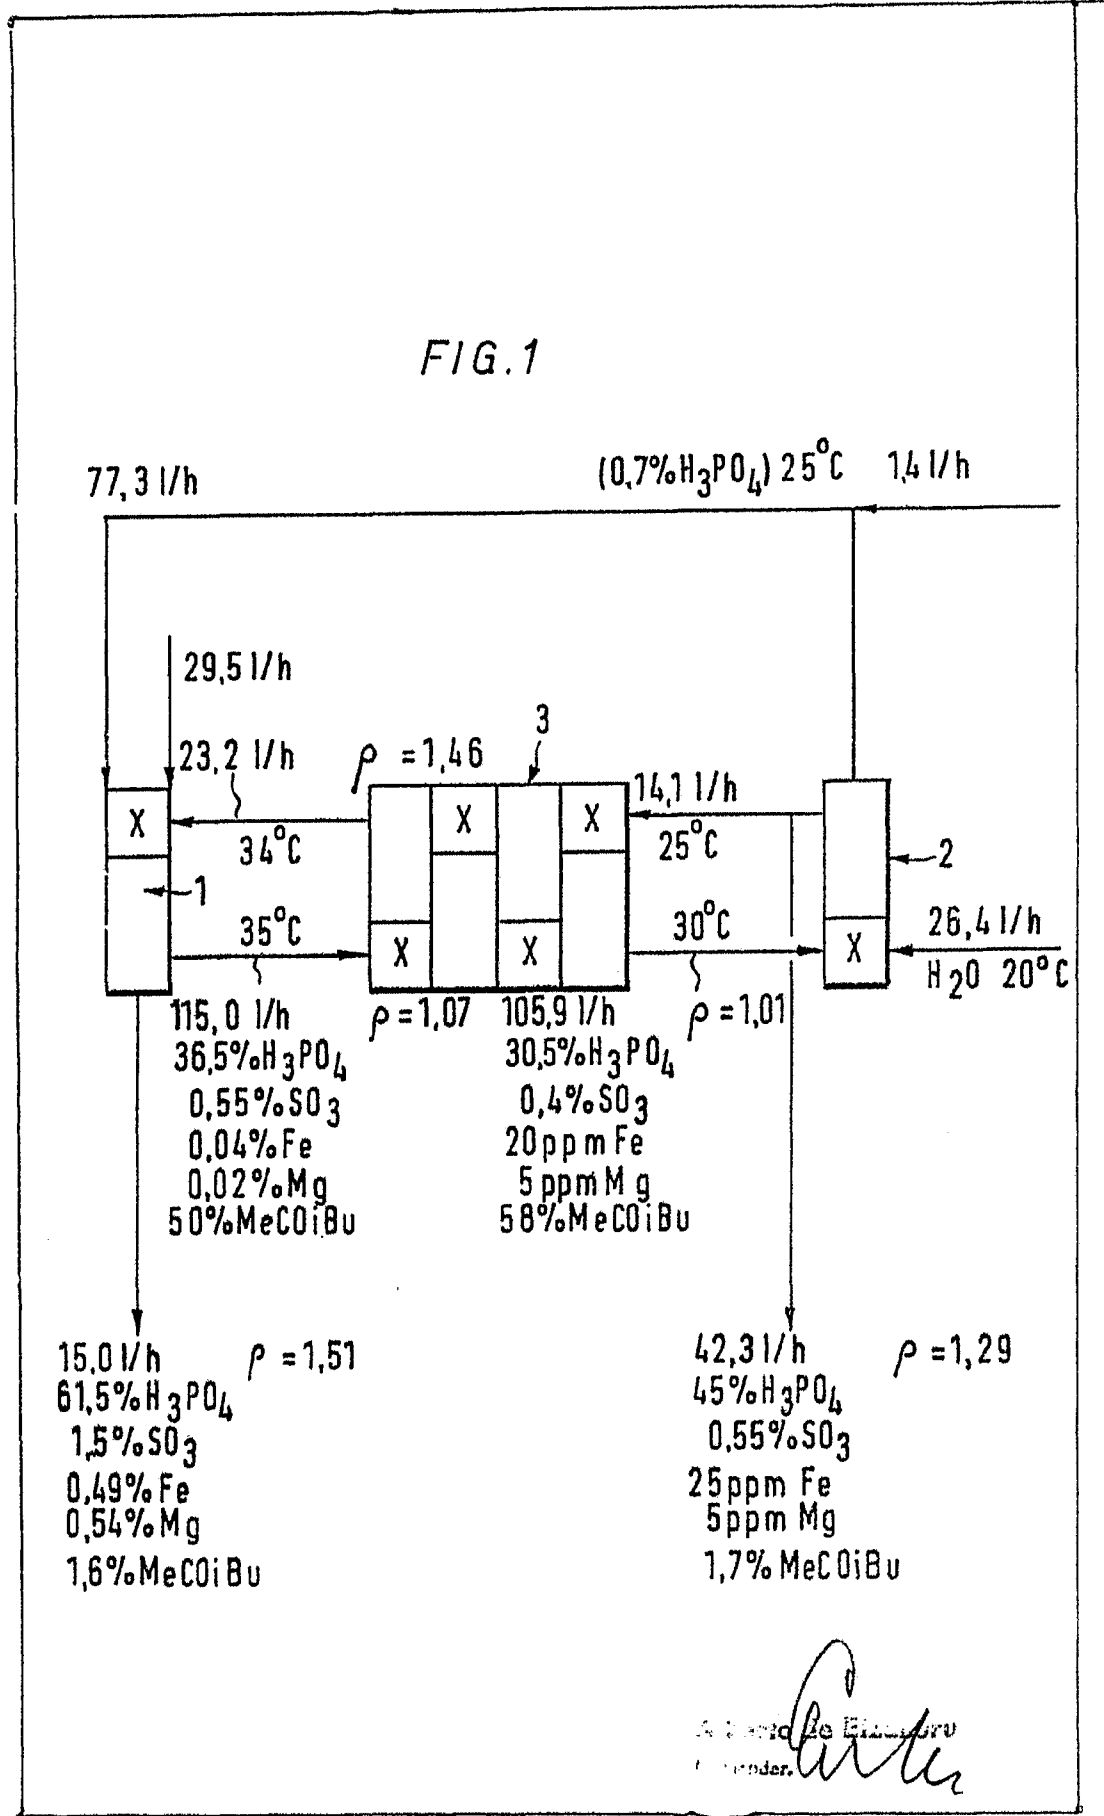 FIG.1
77,3 l/h
(0,7%H3PO4) 25°C 1,4 l/h
29,5 l/h
23,2 l/h
ρ =1,46
3
14,1 l/h
X
X
X
34°C
25°C
2
1
35°C
30°C
26,4 l/h
X
X
X
H2O 20°C
115,0 l/h
ρ=1,07
105,9 l/h
ρ=1,01
36,5%H3PO4
0,55%SO3
0,04%Fe
0,02%Mg
50%MeCOiBu
30,5%H3PO4
0,4%SO3
20ppmFe
5ppmMg
58%MeCOiBu
15,0 l/h
ρ =1,51
61,5%H3PO4
1,5%SO3
0,49%Fe
0,54%Mg
1,6%MeCOiBu
42,3 l/h
ρ =1,29
45%H3PO4
0,55%SO3
25ppm Fe
5ppm Mg
1,7% MeCOiBu